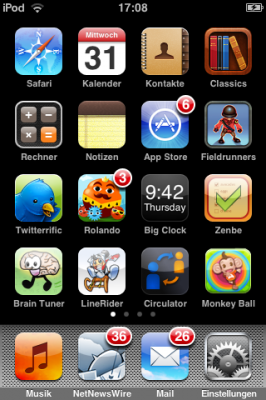 iPod 17:08
Mittwoch
31
Safari Kalender Kontakte Classics
6
Rechner Notizen App Store Fieldrunners
3
9:42
Thursday
Twitterrific Rolando Big Clock Zenbe
Brain Tuner LineRider Circulator Monkey Ball
36 26
Musik NetNewsWire Mail Einstellungen